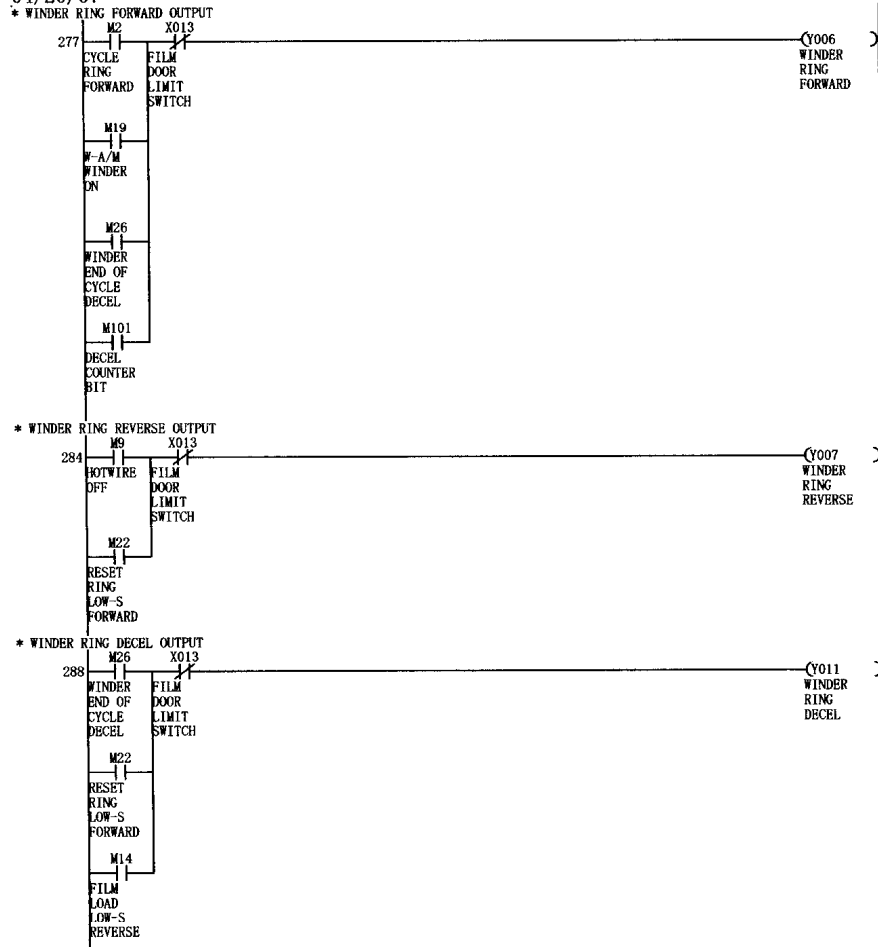 * WINDER RING FORWARD OUTPUT
M2 X013
277 (Y006 )
CYCLE RING FORWARD
FILM DOOR LIMIT SWITCH
WINDER RING FORWARD
M19
W-A/M WINDER ON
M26
WINDER END OF CYCLE DECEL
M101
DECEL COUNTER BIT
* WINDER RING REVERSE OUTPUT
M9 X013
284 (Y007 )
HOTWIRE OFF
FILM DOOR LIMIT SWITCH
WINDER RING REVERSE
M22
RESET RING LOW-S FORWARD
* WINDER RING DECEL OUTPUT
M26 X013
288 (Y011 )
WINDER END OF CYCLE DECEL
FILM DOOR LIMIT SWITCH
WINDER RING DECEL
M22
RESET RING LOW-S FORWARD
M14
FILM LOAD LOW-S REVERSE